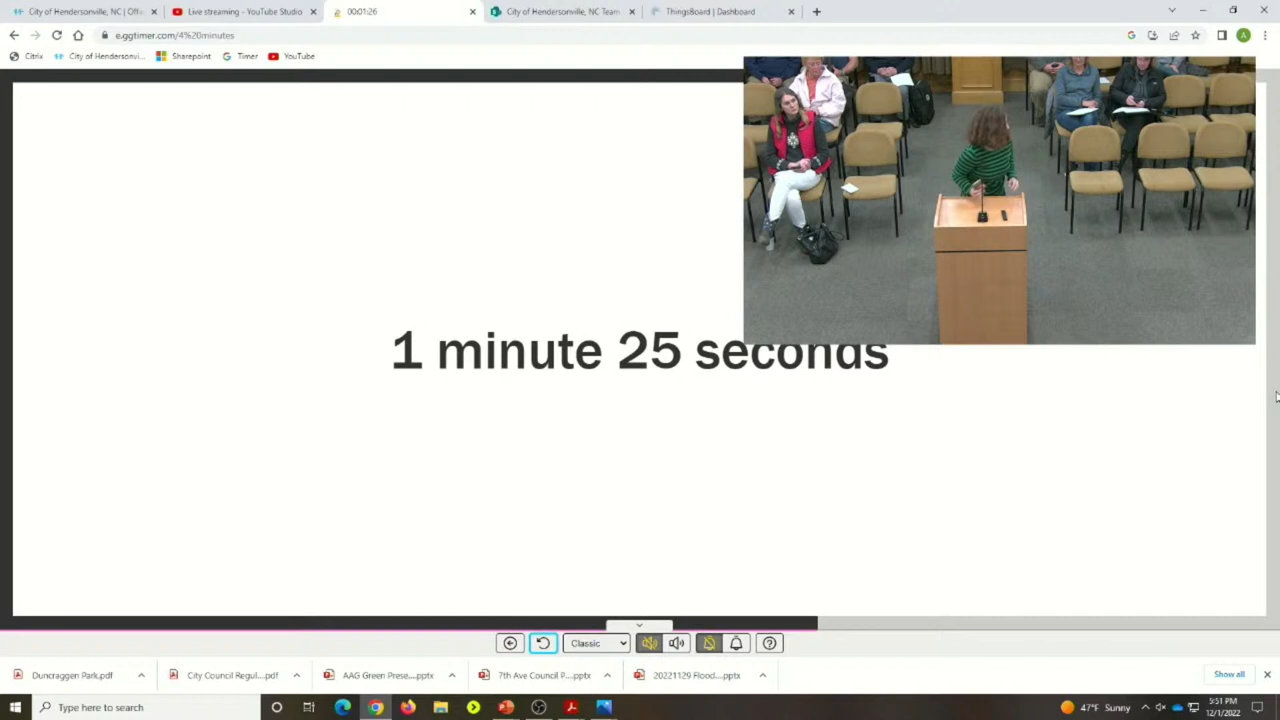 City of Hendersonville, NC | Offi
Live streaming - YouTube Studio
00:01:26
City of Hendersonville, NC Team
ThingsBoard | Dashboard
e.ggtimer.com/4%20minutes
A
Citrix
City of Hendersonvi...
Sharepoint
Timer
YouTube
1 minute 25 seconds
Classic
Duncraggen Park.pdf
City Council Regul....pdf
AAG Green Prese....pptx
7th Ave Council P....pptx
20221129 Flood....pptx
Show all
Type here to search
47°F Sunny
5:51 PM
12/1/2022